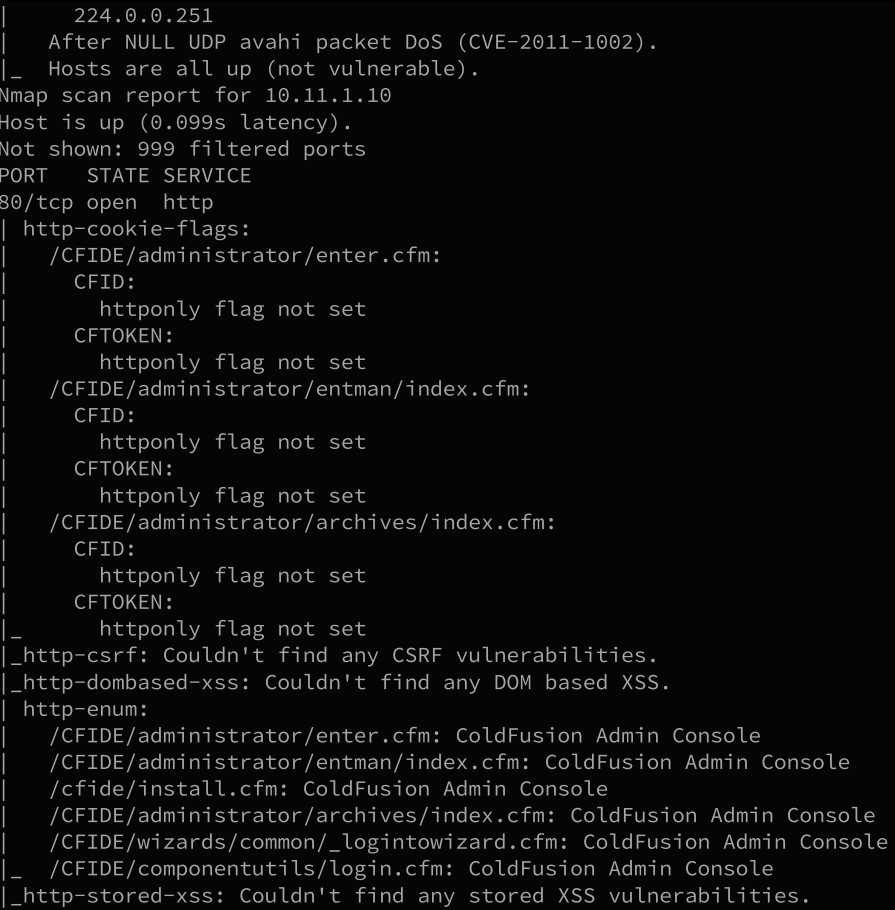 |     224.0.0.251
|   After NULL UDP avahi packet DoS (CVE-2011-1002).
|_  Hosts are all up (not vulnerable).
Nmap scan report for 10.11.1.10
Host is up (0.099s latency).
Not shown: 999 filtered ports
PORT   STATE SERVICE
80/tcp open  http
| http-cookie-flags:
|   /CFIDE/administrator/enter.cfm:
|     CFID:
|       httponly flag not set
|     CFTOKEN:
|       httponly flag not set
|   /CFIDE/administrator/entman/index.cfm:
|     CFID:
|       httponly flag not set
|     CFTOKEN:
|       httponly flag not set
|   /CFIDE/administrator/archives/index.cfm:
|     CFID:
|       httponly flag not set
|     CFTOKEN:
|_      httponly flag not set
|_http-csrf: Couldn't find any CSRF vulnerabilities.
|_http-dombased-xss: Couldn't find any DOM based XSS.
| http-enum:
|   /CFIDE/administrator/enter.cfm: ColdFusion Admin Console
|   /CFIDE/administrator/entman/index.cfm: ColdFusion Admin Console
|   /cfide/install.cfm: ColdFusion Admin Console
|   /CFIDE/administrator/archives/index.cfm: ColdFusion Admin Console
|   /CFIDE/wizards/common/_logintowizard.cfm: ColdFusion Admin Console
|_  /CFIDE/componentutils/login.cfm: ColdFusion Admin Console
|_http-stored-xss: Couldn't find any stored XSS vulnerabilities.